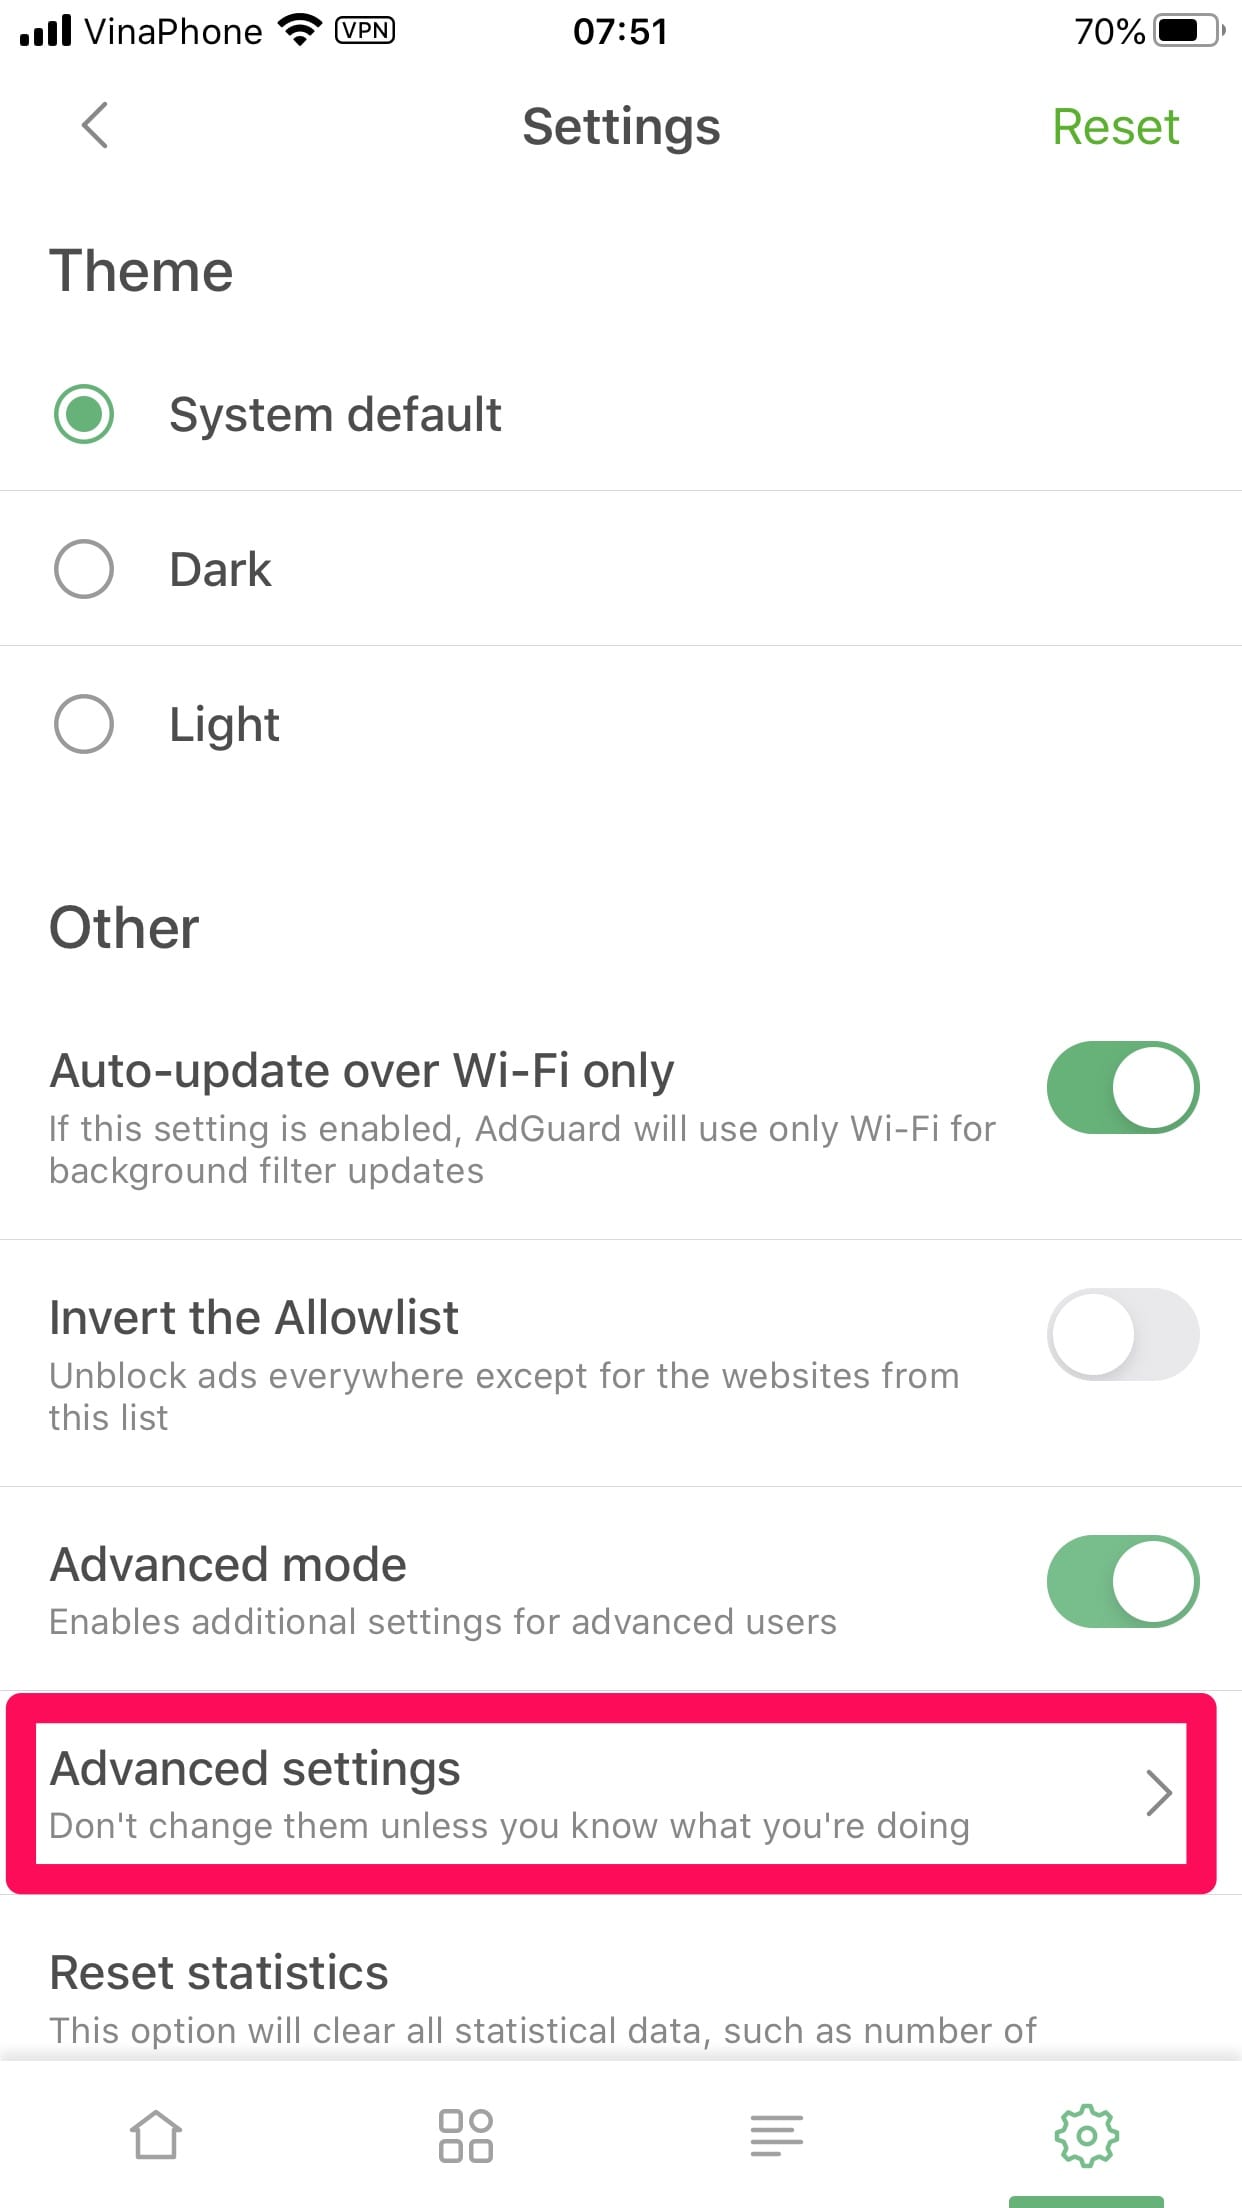 VinaPhone VPN 07:51 70%
Settings Reset
Theme
System default
Dark
Light
Other
Auto-update over Wi-Fi only
If this setting is enabled, AdGuard will use only Wi-Fi for
background filter updates
Invert the Allowlist
Unblock ads everywhere except for the websites from
this list
Advanced mode
Enables additional settings for advanced users
Advanced settings
Don't change them unless you know what you're doing
Reset statistics
This option will clear all statistical data, such as number of